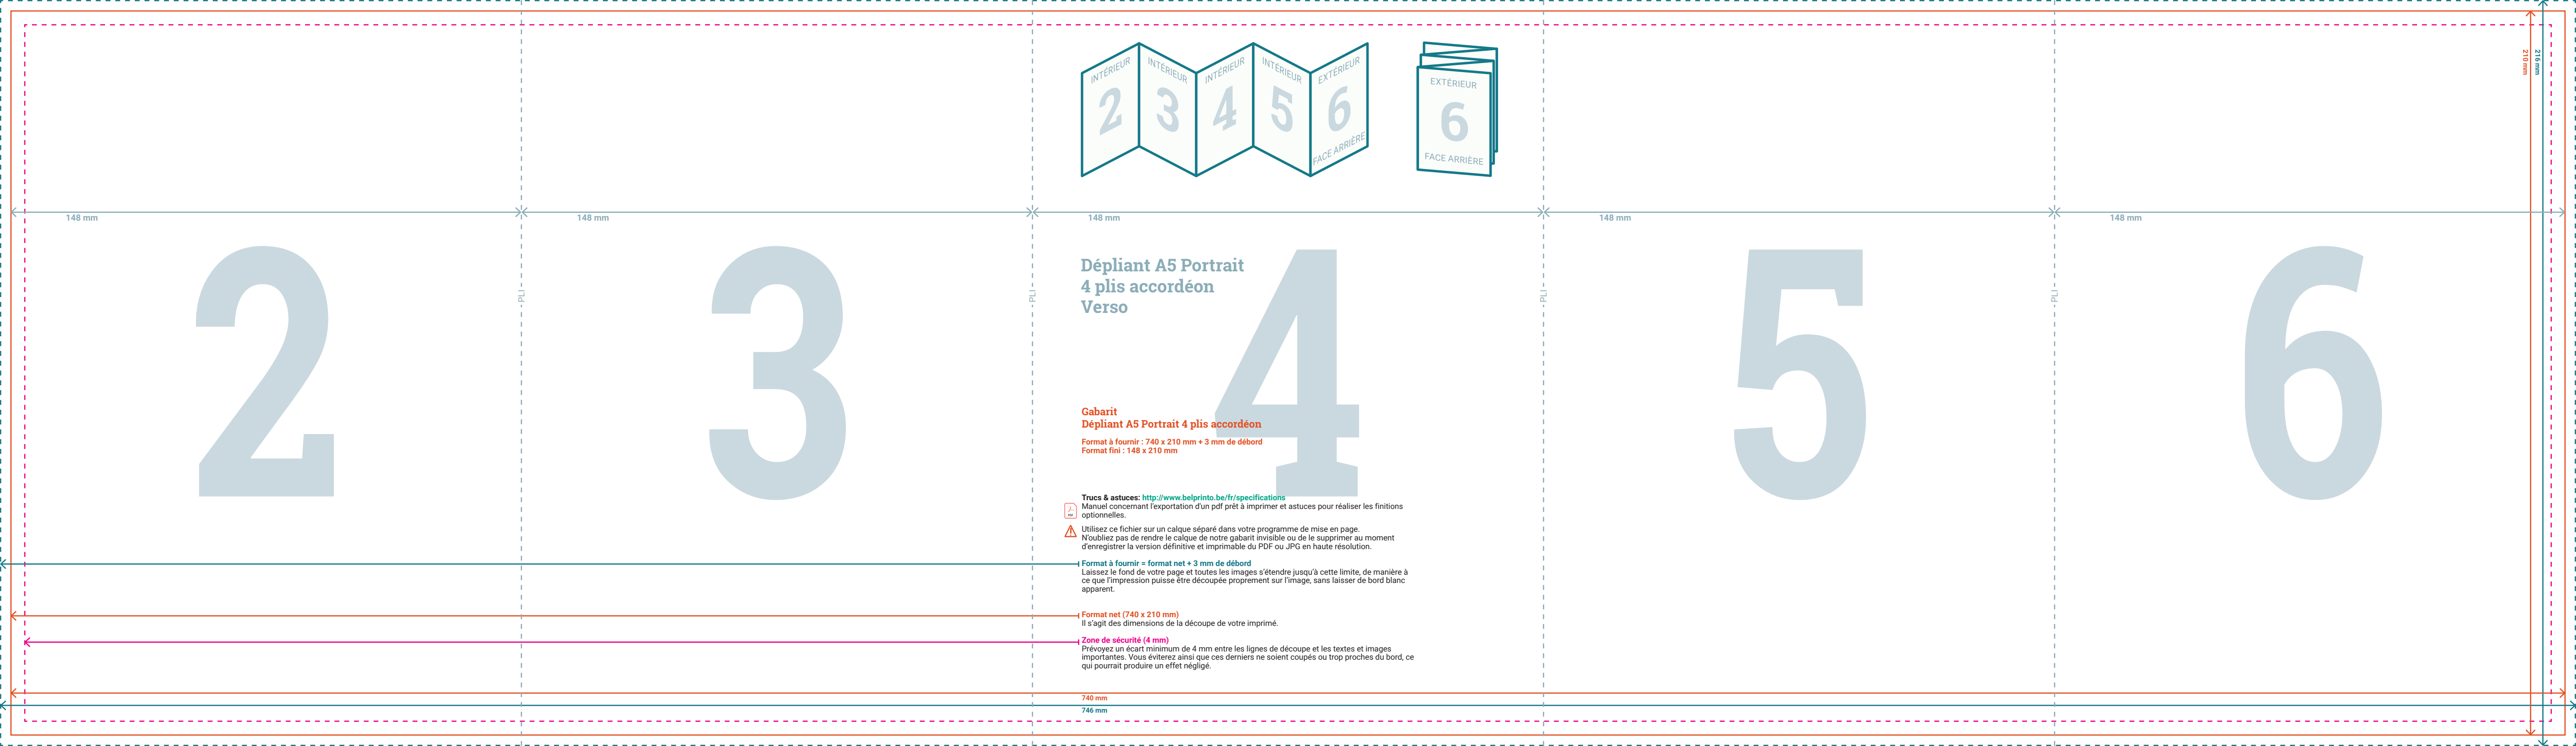 INTÉRIEUR
2
INTÉRIEUR
3
INTÉRIEUR
4
INTÉRIEUR
5
EXTÉRIEUR
6
FACE ARRIÈRE
EXTÉRIEUR
6
FACE ARRIÈRE
210 mm
216 mm
148 mm
148 mm
148 mm
148 mm
148 mm
2
PLI
3
PLI
4
PLI
5
PLI
6
Dépliant A5 Portrait
4 plis accordéon
Verso
Gabarit
Dépliant A5 Portrait 4 plis accordéon
Format à fournir : 740 x 210 mm + 3 mm de débord
Format fini : 148 x 210 mm
Trucs & astuces: http://www.belprinto.be/fr/specifications
Manuel concernant l'exportation d'un pdf prêt à imprimer et astuces pour réaliser les finitions
optionnelles.
PDF
Utilisez ce fichier sur un calque séparé dans votre programme de mise en page.
N'oubliez pas de rendre le calque de notre gabarit invisible ou de le supprimer au moment
d'enregistrer la version définitive et imprimable du PDF ou JPG en haute résolution.
Format à fournir = format net + 3 mm de débord
Laissez le fond de votre page et toutes les images s'étendre jusqu'à cette limite, de manière à
ce que l'impression puisse être découpée proprement sur l'image, sans laisser de bord blanc
apparent.
Format net (740 x 210 mm)
Il s'agit des dimensions de la découpe de votre imprimé.
Zone de sécurité (4 mm)
Prévoyez un écart minimum de 4 mm entre les lignes de découpe et les textes et images
importantes. Vous éviterez ainsi que ces derniers ne soient coupés ou trop proches du bord, ce
qui pourrait produire un effet négligé.
740 mm
746 mm